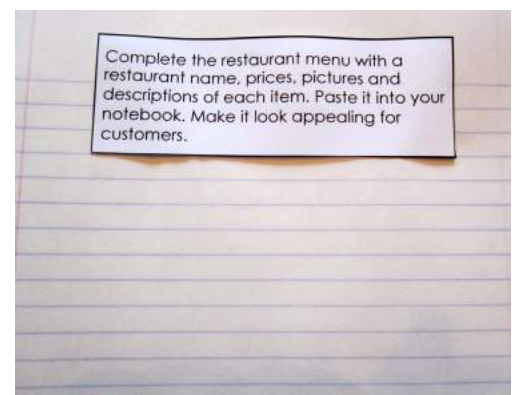 Complete the restaurant menu with a
restaurant name, prices, pictures and
descriptions of each item. Paste it into your
notebook. Make it look appealing for
customers.